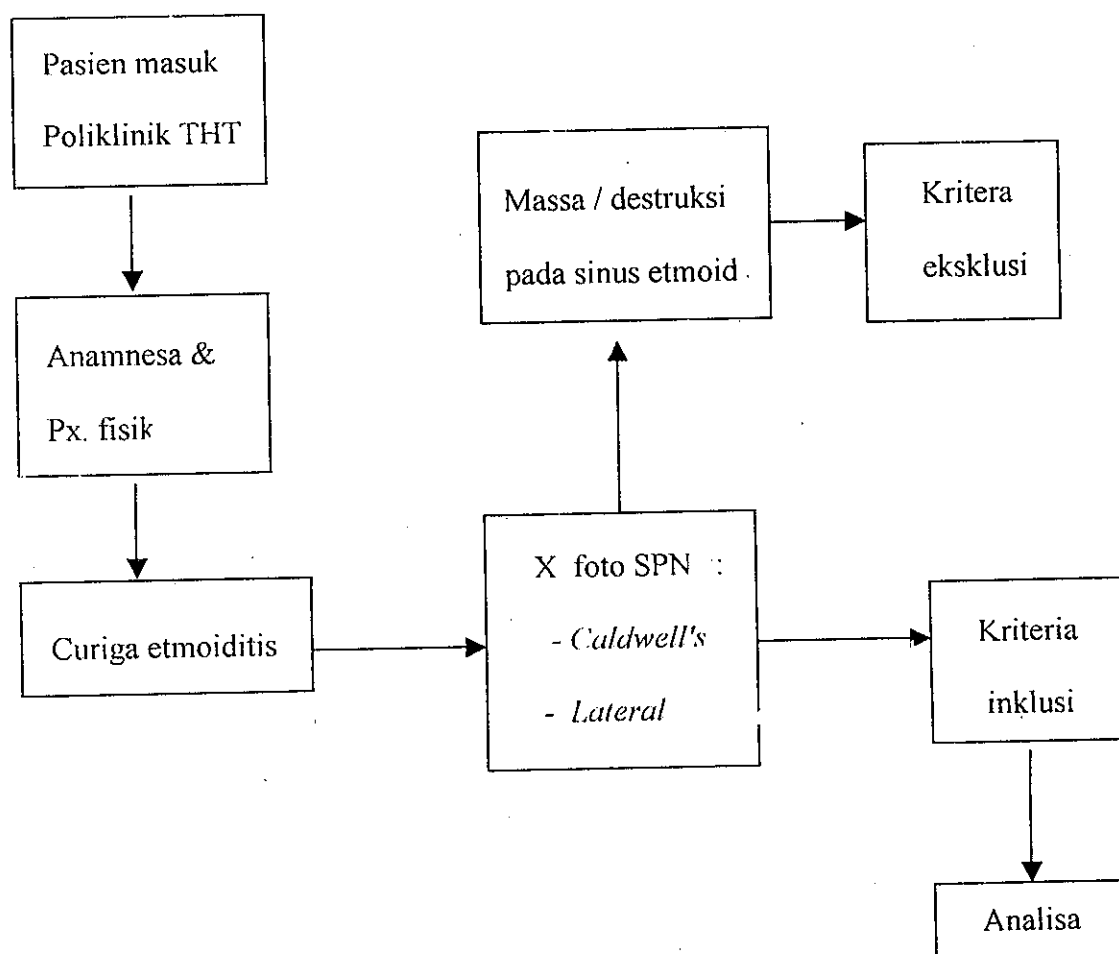 Pasien masuk
Poliklinik THT
Anamnesa &
Px. fisik
Curiga etmoiditis
X foto SPN :
- Caldwell's
- Lateral
Massa / destruksi
pada sinus etmoid
Kritera
eksklusi
Kriteria
inklusi
Analisa